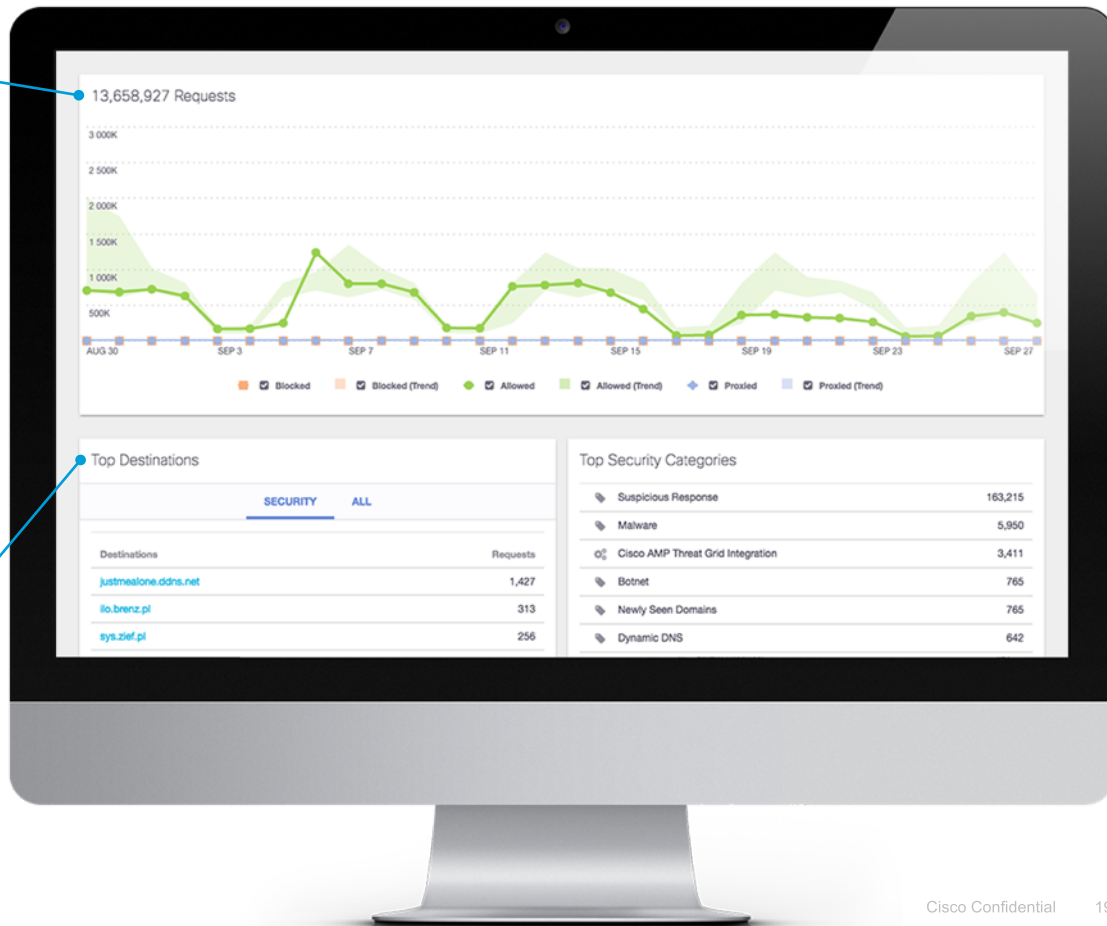 13,658,927 Requests
3 000K
2 500K
2 000K
1 500K
1 000K
500K
AUG 30 SEP 3 SEP 7 SEP 11 SEP 15 SEP 19 SEP 23 SEP 27
Blocked Blocked (Trend) Allowed Allowed (Trend) Proxied Proxied (Trend)
Top Destinations
SECURITY ALL
Destinations Requests
justmealone.ddns.net 1,427
ilo.brenz.pl 313
sys.zief.pl 256
Top Security Categories
Suspicious Response 163,215
Malware 5,950
Cisco AMP Threat Grid Integration 3,411
Botnet 765
Newly Seen Domains 765
Dynamic DNS 642
Cisco Confidential 19